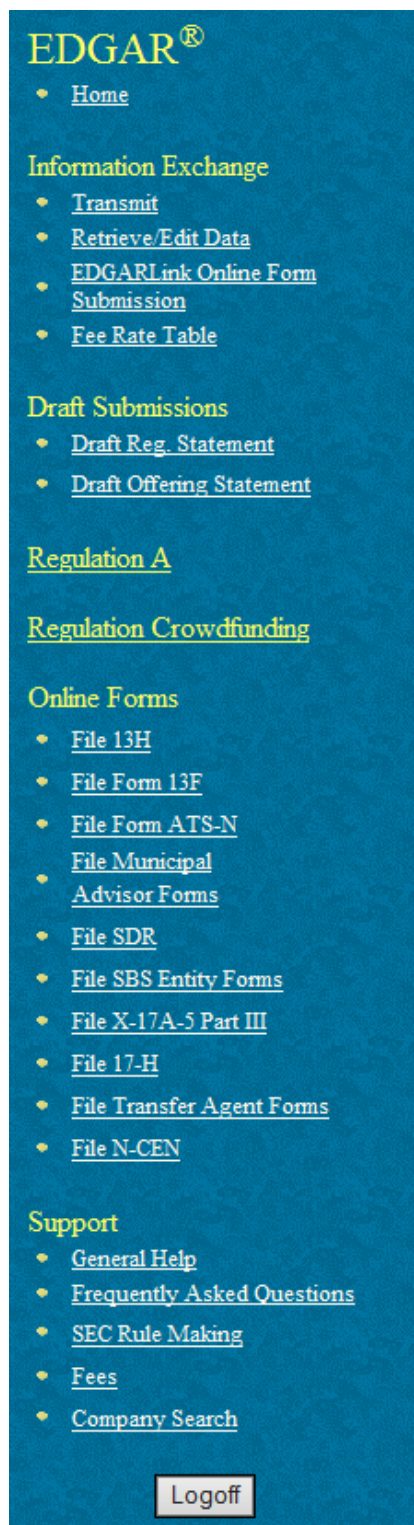 EDGAR®
Home
Information Exchange
Transmit
Retrieve/Edit Data
EDGARLink Online Form
Submission
Fee Rate Table
Draft Submissions
Draft Reg. Statement
Draft Offering Statement
Regulation A
Regulation Crowdfunding
Online Forms
File 13H
File Form 13F
File Form ATS-N
File Municipal
Advisor Forms
File SDR
File SBS Entity Forms
File X-17A-5 Part III
File 17-H
File Transfer Agent Forms
File N-CEN
Support
General Help
Frequently Asked Questions
SEC Rule Making
Fees
Company Search
Logoff